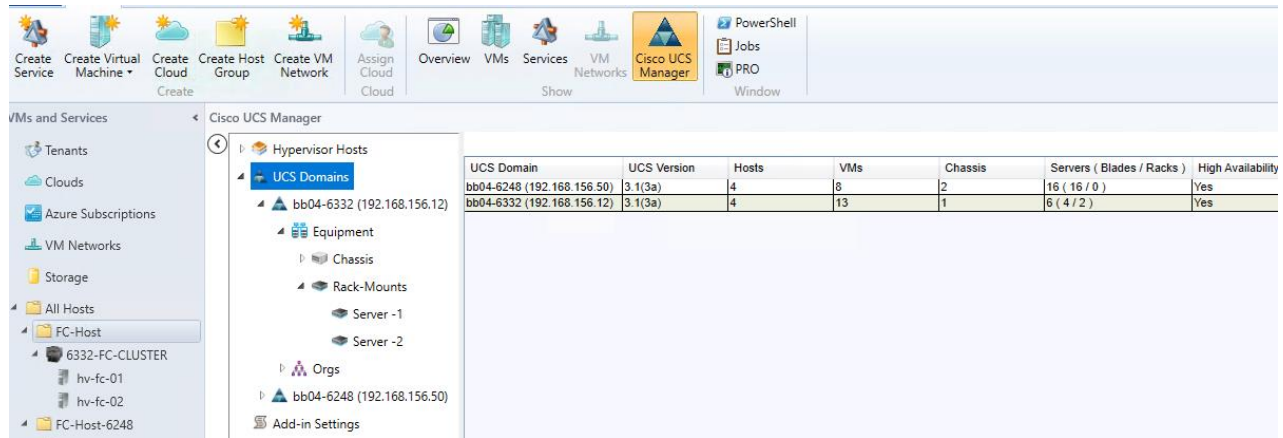 Create Service
Create Virtual Machine
Create Cloud
Create Host Group
Create VM Network
Assign Cloud
Overview
VMs
Services
VM Networks
Cisco UCS Manager
PowerShell
Jobs
PRO
Create
Cloud
Show
Window
VMs and Services
Tenants
Clouds
Azure Subscriptions
VM Networks
Storage
All Hosts
FC-Host
6332-FC-CLUSTER
hv-fc-01
hv-fc-02
FC-Host-6248
Cisco UCS Manager
Hypervisor Hosts
UCS Domains
bb04-6332 (192.168.156.12)
Equipment
Chassis
Rack-Mounts
Server -1
Server -2
Orgs
bb04-6248 (192.168.156.50)
Add-in Settings
UCS Domain UCS Version Hosts VMs Chassis Servers ( Blades / Racks ) High Availability
bb04-6248 (192.168.156.50) 3.1(3a) 4 8 2 16 ( 16 / 0 ) Yes
bb04-6332 (192.168.156.12) 3.1(3a) 4 13 1 6 ( 4 / 2 ) Yes